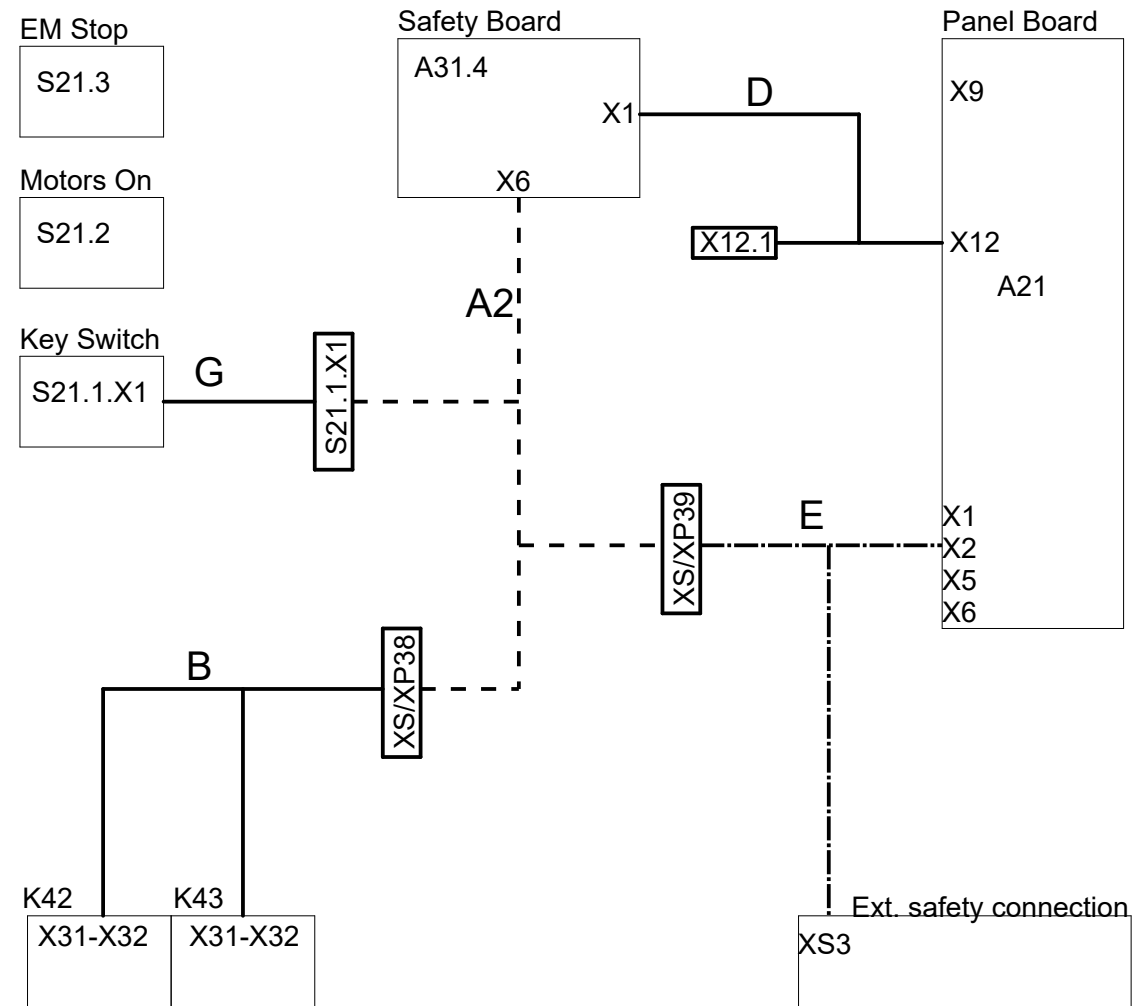 EM Stop
S21.3
Safety Board
A31.4
X1
X6
D
Panel Board
X9
X12.1
X12
A21
Motors On
S21.2
A2
Key Switch
S21.1.X1
G
S21.1.X1
XS/XP39
E
X1
X2
X5
X6
B
XS/XP38
K42
X31-X32
K43
X31-X32
Ext. safety connection
XS3